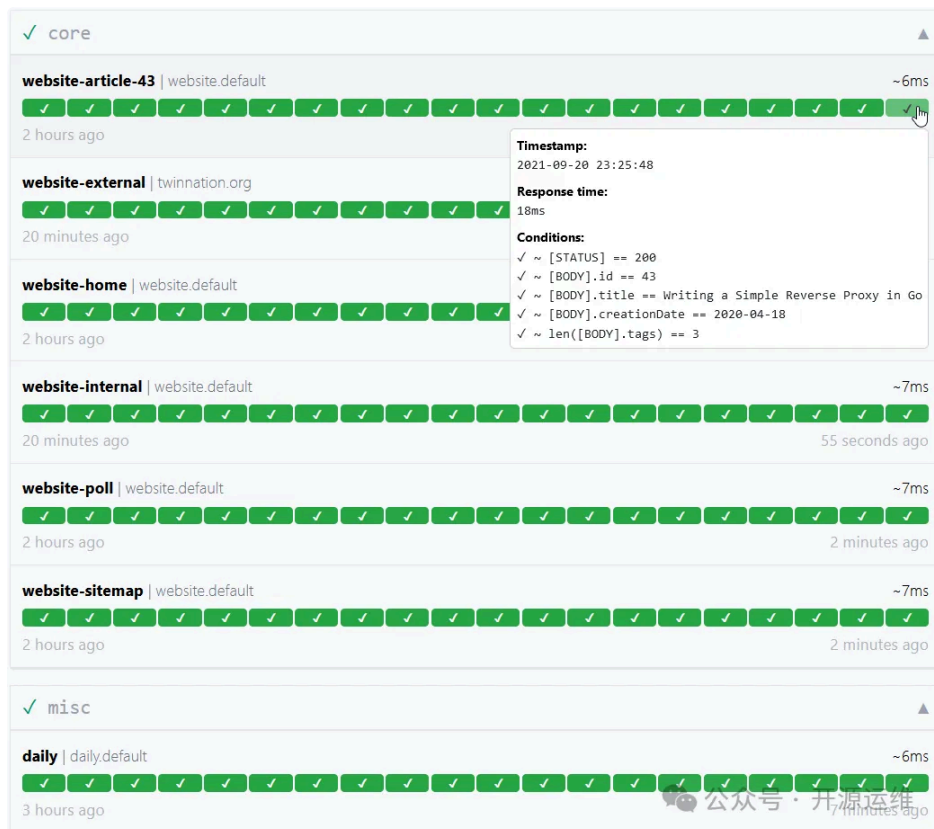 ✓ core ▲
website-article-43 | website.default ~6ms
✓ ✓ ✓ ✓ ✓ ✓ ✓ ✓ ✓ ✓ ✓ ✓ ✓ ✓ ✓ ✓ ✓ ✓ ✓ ✓
2 hours ago
Timestamp:
2021-09-20 23:25:48
Response time:
18ms
Conditions:
✓ ~ [STATUS] == 200
✓ ~ [BODY].id == 43
✓ ~ [BODY].title == Writing a Simple Reverse Proxy in Go
✓ ~ [BODY].creationDate == 2020-04-18
✓ ~ len([BODY].tags) == 3
website-external | twinnation.org
✓ ✓ ✓ ✓ ✓ ✓ ✓ ✓ ✓ ✓ ✓
20 minutes ago
website-home | website.default
✓ ✓ ✓ ✓ ✓ ✓ ✓ ✓ ✓ ✓ ✓
2 hours ago
website-internal | website.default ~7ms
✓ ✓ ✓ ✓ ✓ ✓ ✓ ✓ ✓ ✓ ✓ ✓ ✓ ✓ ✓ ✓ ✓ ✓ ✓ ✓
20 minutes ago 55 seconds ago
website-poll | website.default ~7ms
✓ ✓ ✓ ✓ ✓ ✓ ✓ ✓ ✓ ✓ ✓ ✓ ✓ ✓ ✓ ✓ ✓ ✓ ✓ ✓
2 hours ago 2 minutes ago
website-sitemap | website.default ~7ms
✓ ✓ ✓ ✓ ✓ ✓ ✓ ✓ ✓ ✓ ✓ ✓ ✓ ✓ ✓ ✓ ✓ ✓ ✓ ✓
2 hours ago 2 minutes ago
✓ misc ▲
daily | daily.default ~6ms
✓ ✓ ✓ ✓ ✓ ✓ ✓ ✓ ✓ ✓ ✓ ✓ ✓ ✓ ✓ ✓ ✓ ✓ ✓ ✓
3 hours ago 7 minutes ago
公众号 · 开源运维